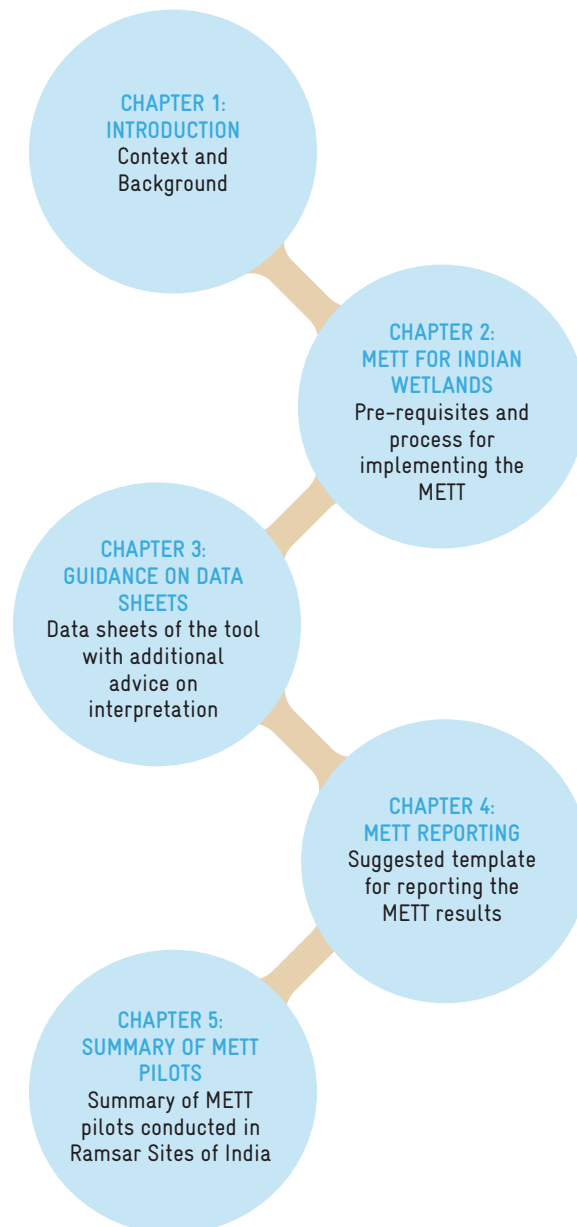 CHAPTER 1:
INTRODUCTION
Context and
Background
CHAPTER 2:
METT FOR INDIAN
WETLANDS
Pre-requisites and
process for
implementing the
METT
CHAPTER 3:
GUIDANCE ON DATA
SHEETS
Data sheets of the tool
with additional
advice on
interpretation
CHAPTER 4:
METT REPORTING
Suggested template
for reporting the
METT results
CHAPTER 5:
SUMMARY OF METT
PILOTS
Summary of METT
pilots conducted in
Ramsar Sites of India